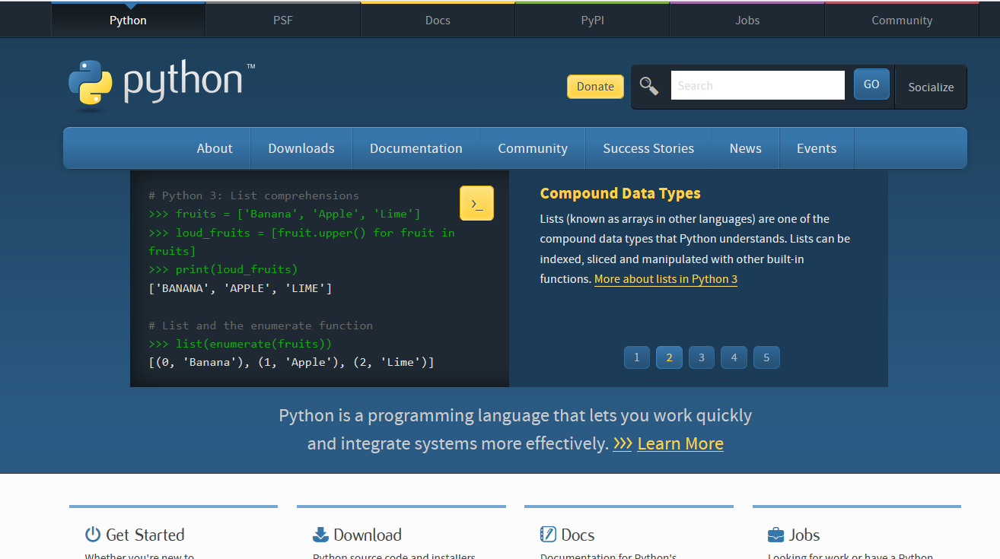 Python
PSF
Docs
PyPI
Jobs
Community
python™
Donate
Search
GO
Socialize
About
Downloads
Documentation
Community
Success Stories
News
Events
# Python 3: List comprehensions
>>> fruits = ['Banana', 'Apple', 'Lime']
>>> loud_fruits = [fruit.upper() for fruit in
fruits]
>>> print(loud_fruits)
['BANANA', 'APPLE', 'LIME']
# List and the enumerate function
>>> list(enumerate(fruits))
[(0, 'Banana'), (1, 'Apple'), (2, 'Lime')]
>_
Compound Data Types
Lists (known as arrays in other languages) are one of the
compound data types that Python understands. Lists can be
indexed, sliced and manipulated with other built-in
functions. More about lists in Python 3
1
2
3
4
5
Python is a programming language that lets you work quickly
and integrate systems more effectively. >>> Learn More
Get Started
Whether you're new to
Download
Python source code and installers
Docs
Documentation for Python's
Jobs
Looking for work or have a Python